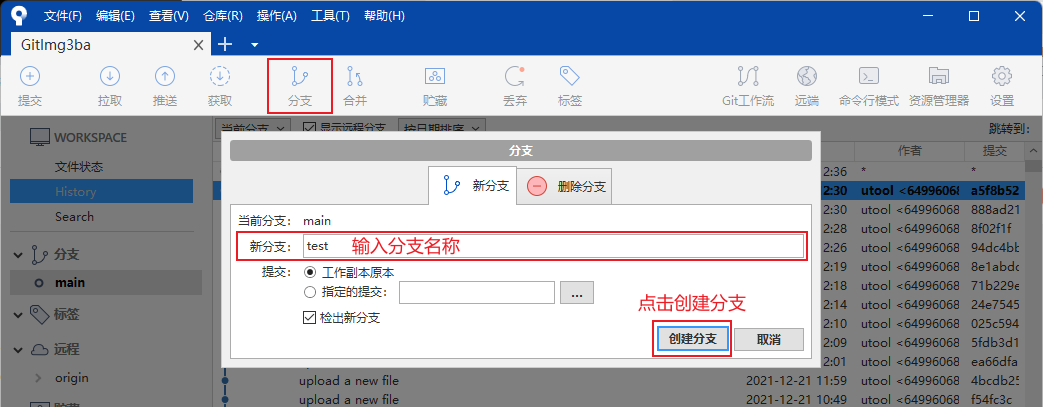 文件(F) 编辑(E) 查看(V) 仓库(R) 操作(A) 工具(T) 帮助(H)
GitImg3ba
提交 拉取 推送 获取 分支 合并 贮藏 丢弃 标签 Git工作流 远端 命令行模式 资源管理器 设置
当前分支 显示远程分支 按日期排序 跳转到:
WORKSPACE
文件状态
History
Search
分支
main
标签
远程
origin
分支
新分支 删除分支
当前分支: main
新分支: test 输入分支名称
提交: 工作副本原本
指定的提交: ...
检出新分支
点击创建分支
创建分支 取消
作者 提交
2:36 * *
2:30 utool <64996068 a5f8b52
2:30 utool <64996068 888ad21
2:28 utool <64996068 8f02f1f
2:26 utool <64996068 94dc4bb
2:19 utool <64996068 8e1abdc
2:18 utool <64996068 71b229e
2:14 utool <64996068 24e7545
2:10 utool <64996068 025c594
2:09 utool <64996068 5fdb3d1
2:01 utool <64996068 ea66dfa
upload a new file 2021-12-21 11:59 utool <64996068 4bcdb25
upload a new file 2021-12-21 10:49 utool <64996068 f54fc3c